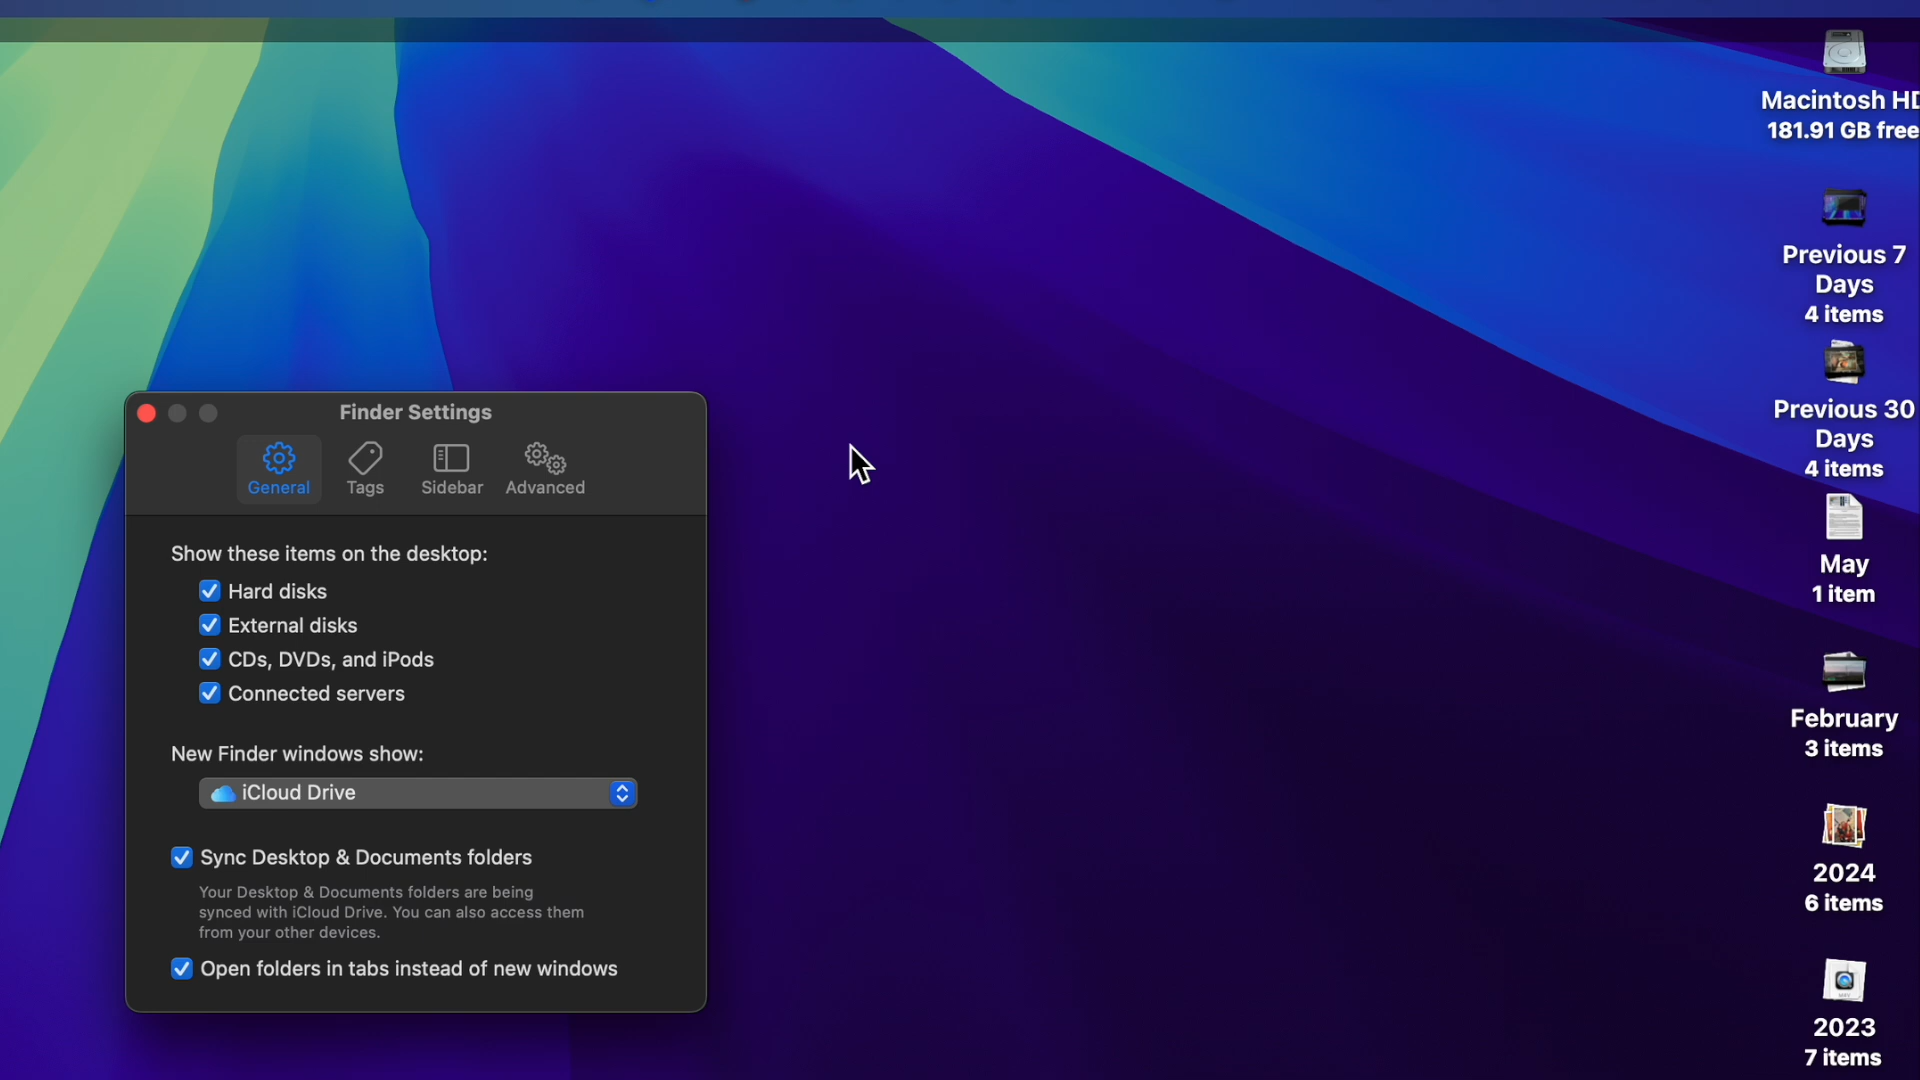 Macintosh HD
181.91 GB free
Previous 7
Days
4 items
Previous 30
Days
4 items
May
1 item
February
3 items
2024
6 items
2023
7 items
Finder Settings
General Tags Sidebar Advanced
Show these items on the desktop:
Hard disks
External disks
CDs, DVDs, and iPods
Connected servers
New Finder windows show:
iCloud Drive
Sync Desktop & Documents folders
Your Desktop & Documents folders are being
synced with iCloud Drive. You can also access them
from your other devices.
Open folders in tabs instead of new windows